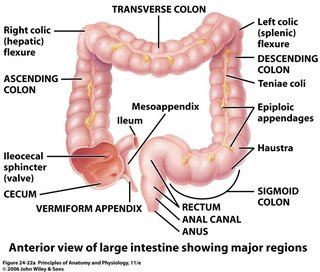 TRANSVERSE COLON
Right colic
(hepatic)
flexure
Left colic
(splenic)
flexure
DESCENDING
COLON
ASCENDING
COLON
Teniae coli
Mesoappendix
Ileum
Epiploic
appendages
Haustra
Ileocecal
sphincter
(valve)
CECUM
VERMIFORM APPENDIX
RECTUM
ANAL CANAL
ANUS
SIGMOID
COLON
Anterior view of large intestine showing major regions
Figure 24-22a Principles of Anatomy and Physiology, 11/e
© 2006 John Wiley & Sons